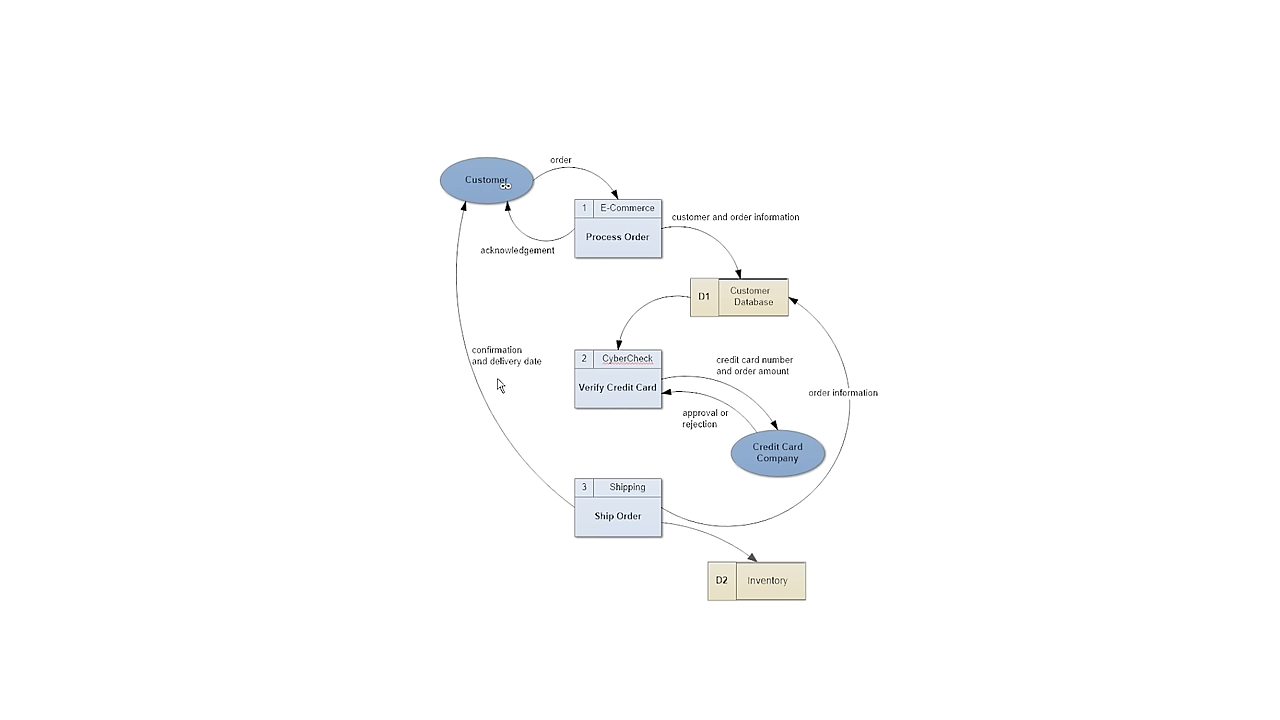 order
Customer
1 E-Commerce
Process Order
customer and order information
acknowledgement
D1 Customer
Database
2 CyberCheck
Verify Credit Card
confirmation
and delivery date
credit card number
and order amount
order information
approval or
rejection
Credit Card
Company
3 Shipping
Ship Order
D2 Inventory